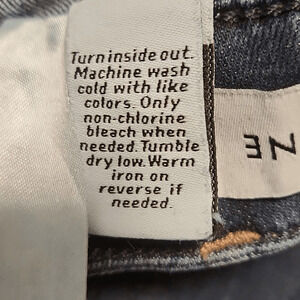 Turn inside out.
Machine wash
cold with like
colors. Only
non-chlorine
bleach when
needed. Tumble
dry low. Warm
iron on
reverse if
needed.